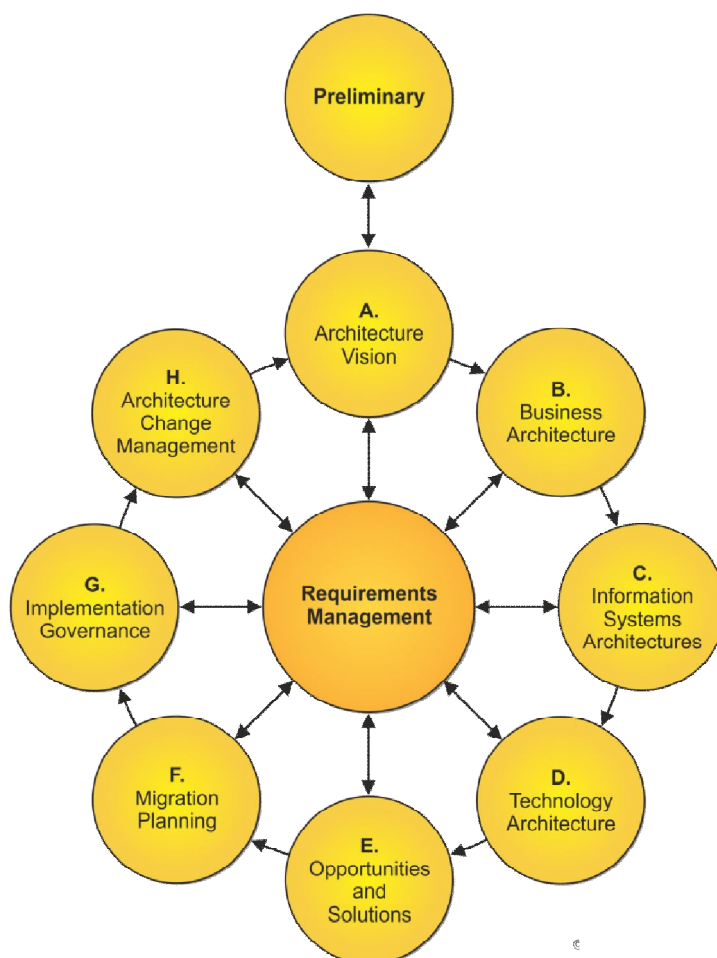 Preliminary
A.
Architecture
Vision
B.
Business
Architecture
C.
Information
Systems
Architectures
D.
Technology
Architecture
E.
Opportunities
and
Solutions
F.
Migration
Planning
G.
Implementation
Governance
H.
Architecture
Change
Management
Requirements
Management
©